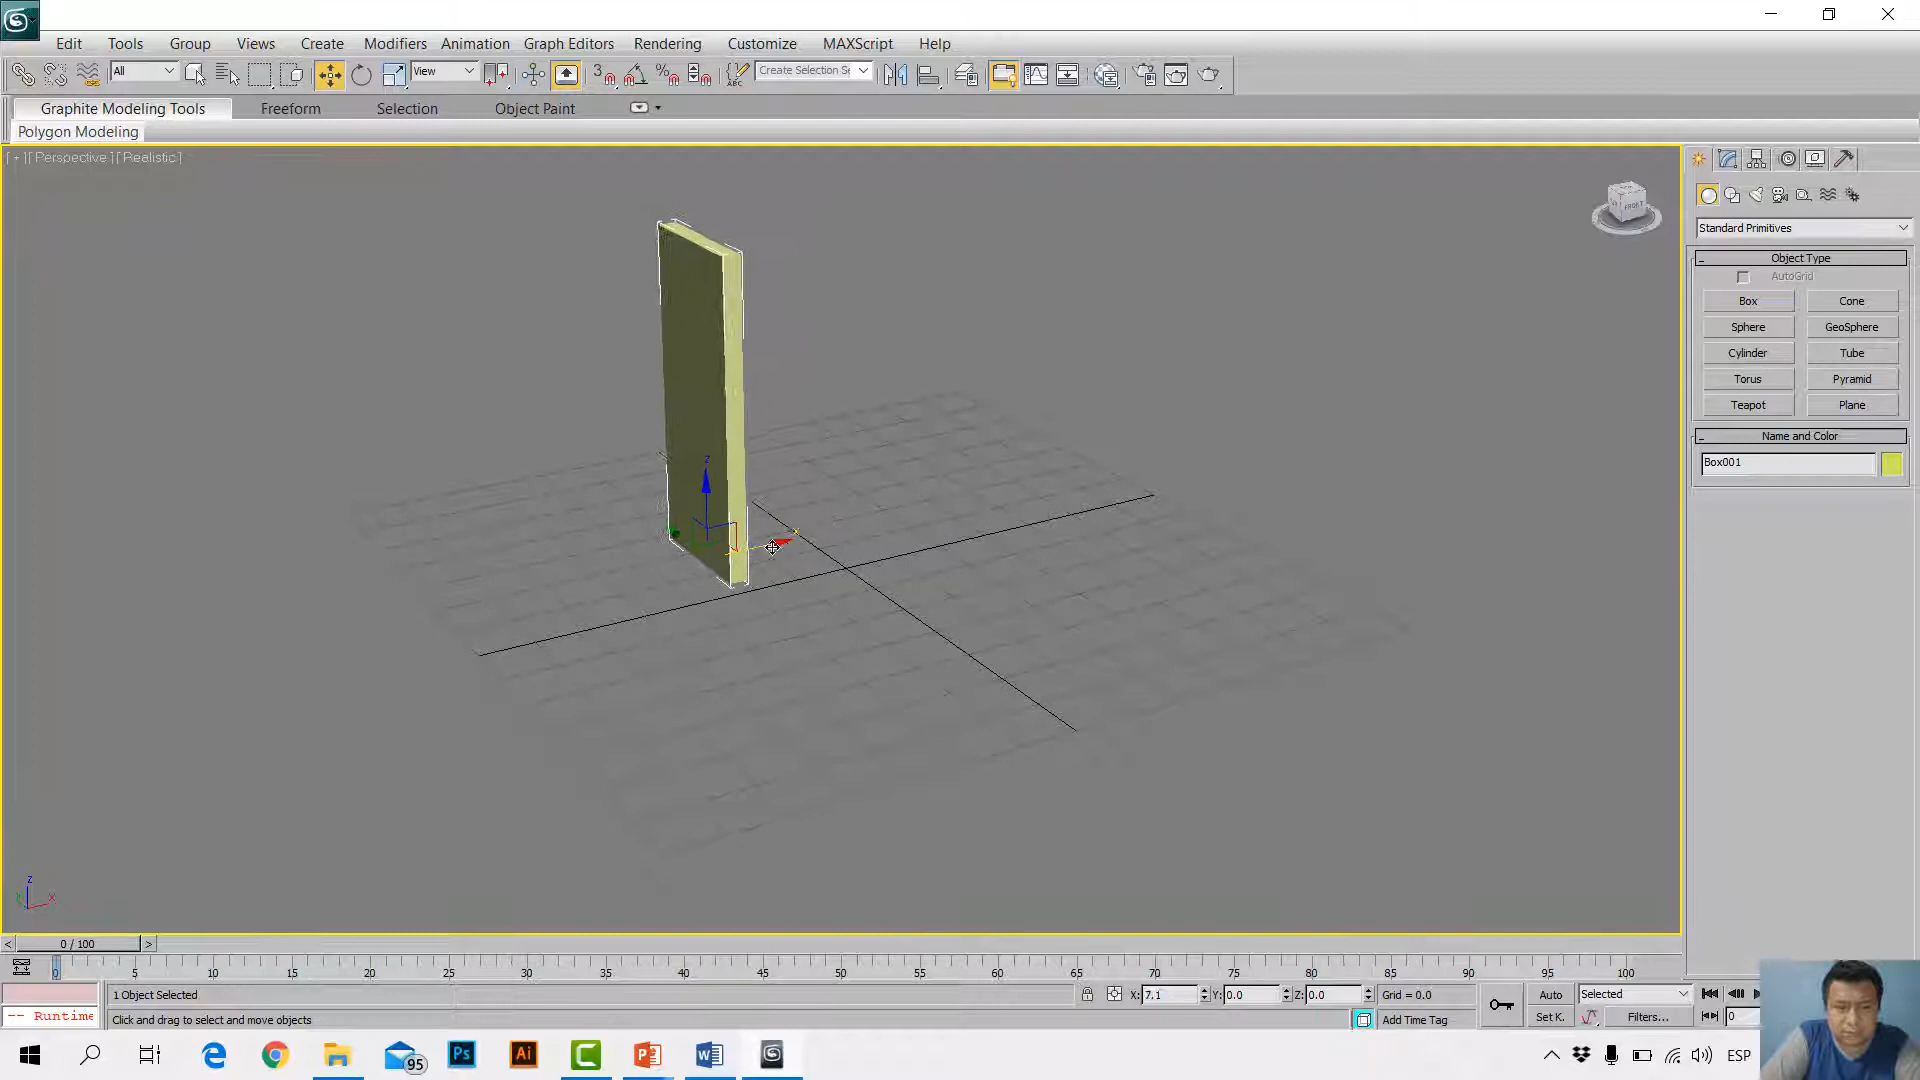 Edit Tools Group Views Create Modifiers Animation Graph Editors Rendering Customize MAXScript Help
All View 3 % ABC Create Selection Se
Graphite Modeling Tools Freeform Selection Object Paint
Polygon Modeling
[ + ] [ Perspective ] [ Realistic ]
FRONT
Standard Primitives
Object Type
AutoGrid
Box Cone
Sphere GeoSphere
Cylinder Tube
Torus Pyramid
Teapot Plane
Name and Color
Box001
z
z
x
< 0 / 100 >
0 5 10 15 20 25 30 35 40 45 50 55 60 65 70 75 80 85 90 95 100
1 Object Selected X: 7,1 Y: 0.0 Z: 0.0 Grid = 0.0 Auto Selected
-- Runtime Click and drag to select and move objects Add Time Tag Set K. Filters... 0
95 Ps Ai ESP